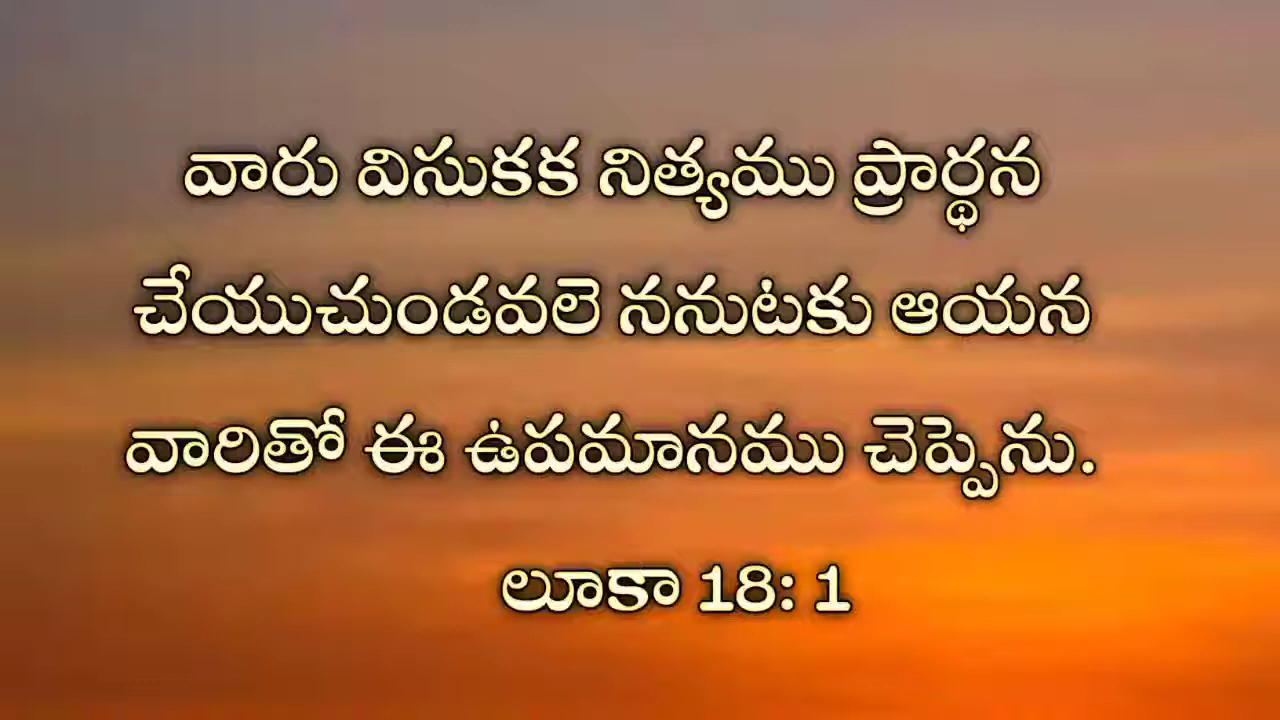 వారు విసుకక నిత్యము ప్రార్థన
చేయుచుండవలె ననుటకు ఆయన
వారితో ఈ ఉపమానము చెప్పెను.
లూకా 18: 1